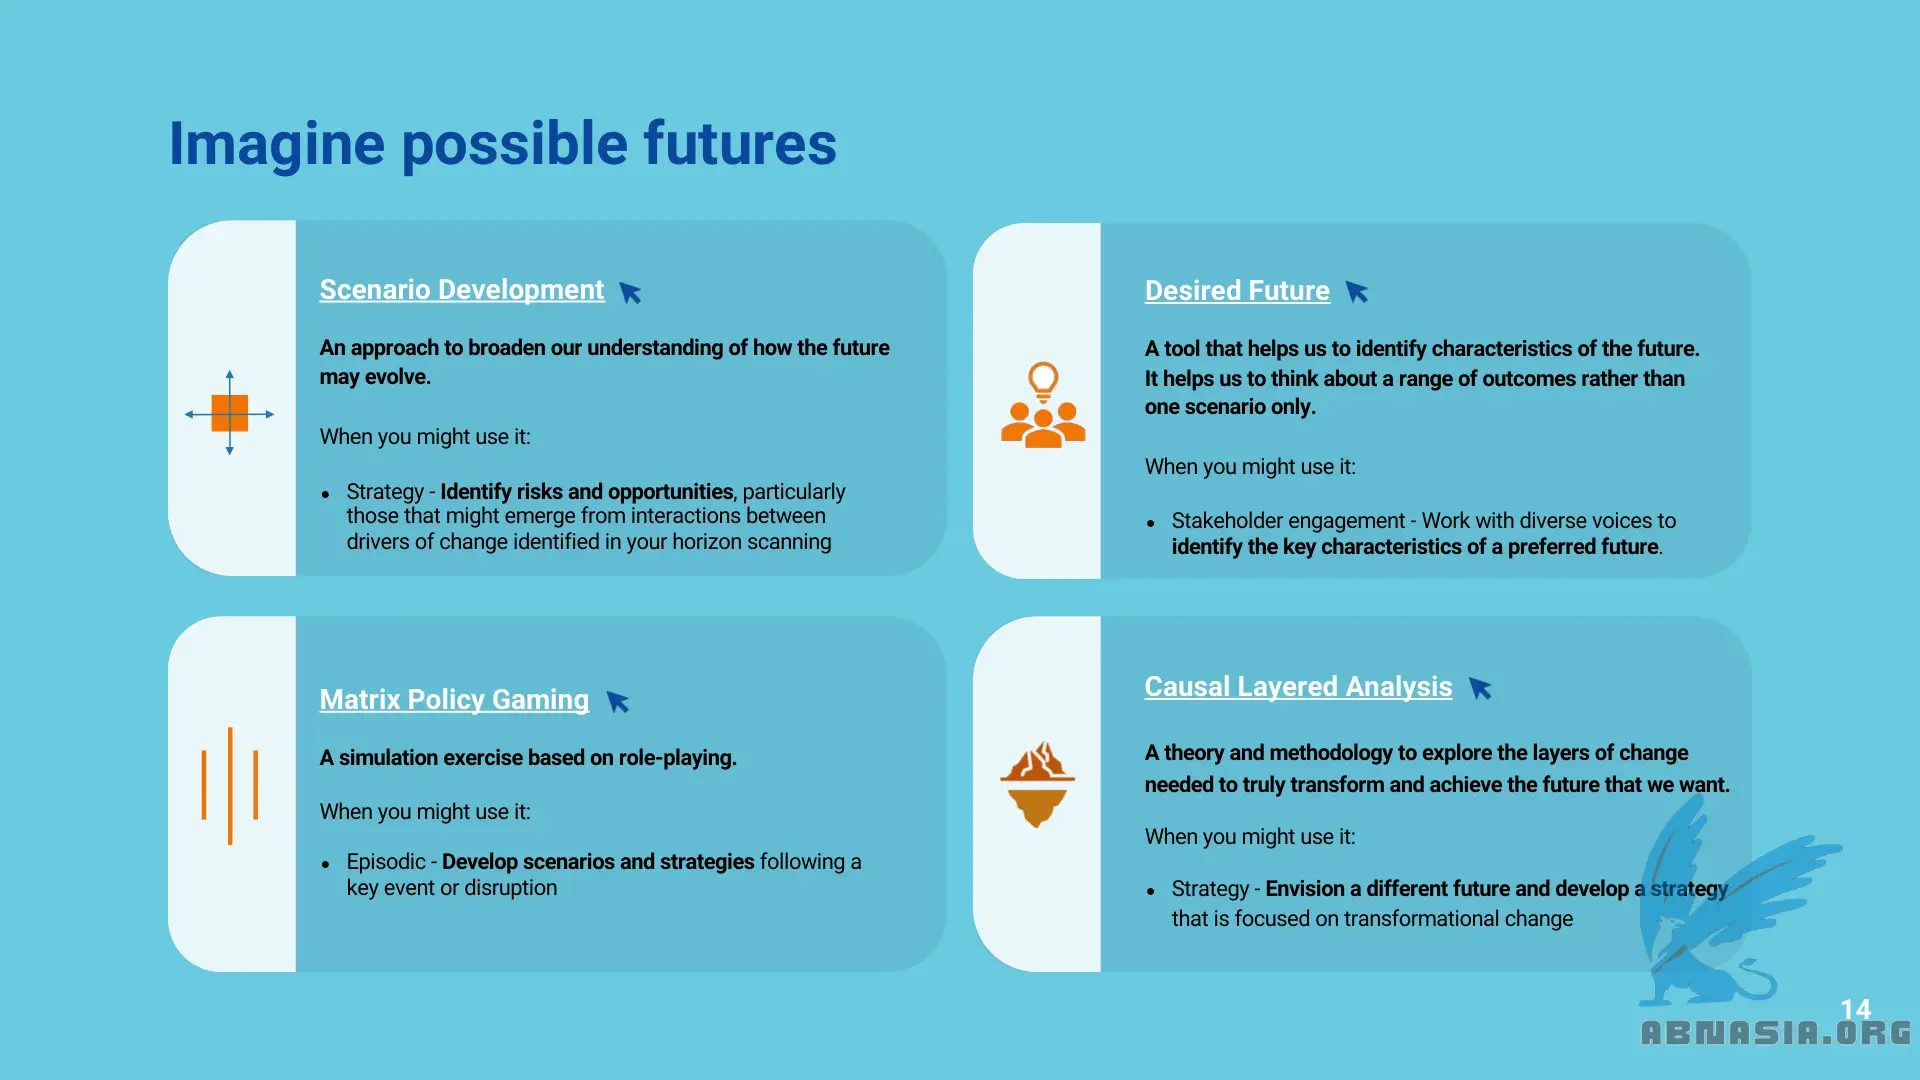 Imagine possible futures
Scenario Development
An approach to broaden our understanding of how the future
may evolve.
When you might use it:
● Strategy - Identify risks and opportunities, particularly
those that might emerge from interactions between
drivers of change identified in your horizon scanning
Desired Future
A tool that helps us to identify characteristics of the future.
It helps us to think about a range of outcomes rather than
one scenario only.
When you might use it:
● Stakeholder engagement - Work with diverse voices to
identify the key characteristics of a preferred future.
Matrix Policy Gaming
A simulation exercise based on role-playing.
When you might use it:
● Episodic - Develop scenarios and strategies following a
key event or disruption
Causal Layered Analysis
A theory and methodology to explore the layers of change
needed to truly transform and achieve the future that we want.
When you might use it:
● Strategy - Envision a different future and develop a strategy
that is focused on transformational change
14
ABNASIA.ORG